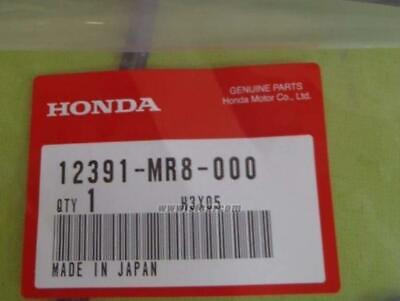 HONDA
GENUINE PARTS
Honda Motor Co., Ltd.
12391-MR8-000
QTY 1 H3X05
MADE IN JAPAN